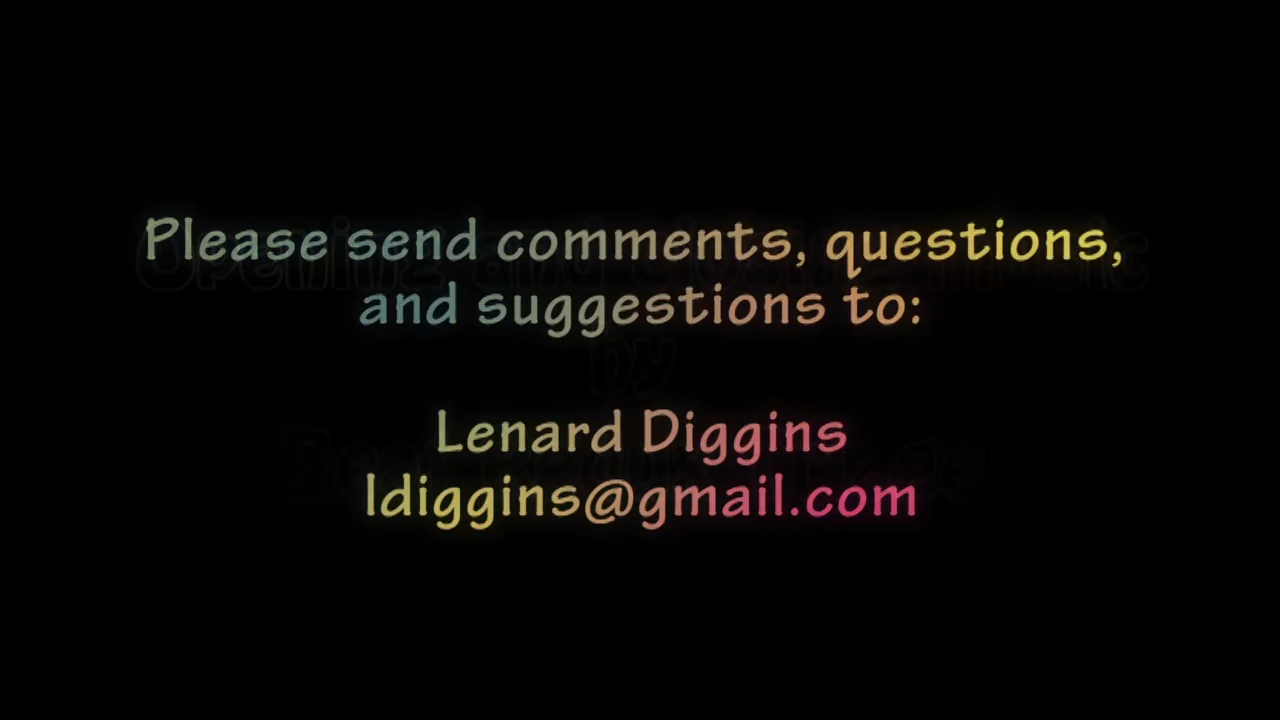 Please send comments, questions,
and suggestions to:
Lenard Diggins
ldiggins@gmail.com